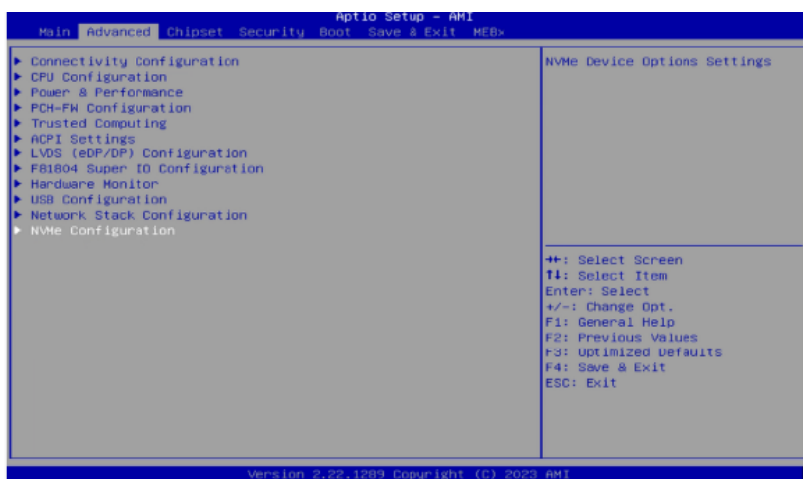 Aptio Setup – AMI
Main Advanced Chipset Security Boot Save & Exit MEBx
Connectivity Configuration
CPU Configuration
Power & Performance
PCH-FW Configuration
Trusted Computing
ACPI Settings
LVDS (eDP/DP) Configuration
F81804 Super IO Configuration
Hardware Monitor
USB Configuration
Network Stack Configuration
NVMe Configuration
NVMe Device Options Settings
→←: Select Screen
↑↓: Select Item
Enter: Select
+/-: Change Opt.
F1: General Help
F2: Previous Values
F3: Optimized Defaults
F4: Save & Exit
ESC: Exit
Version 2.22.1289 Copyright (C) 2023 AMI